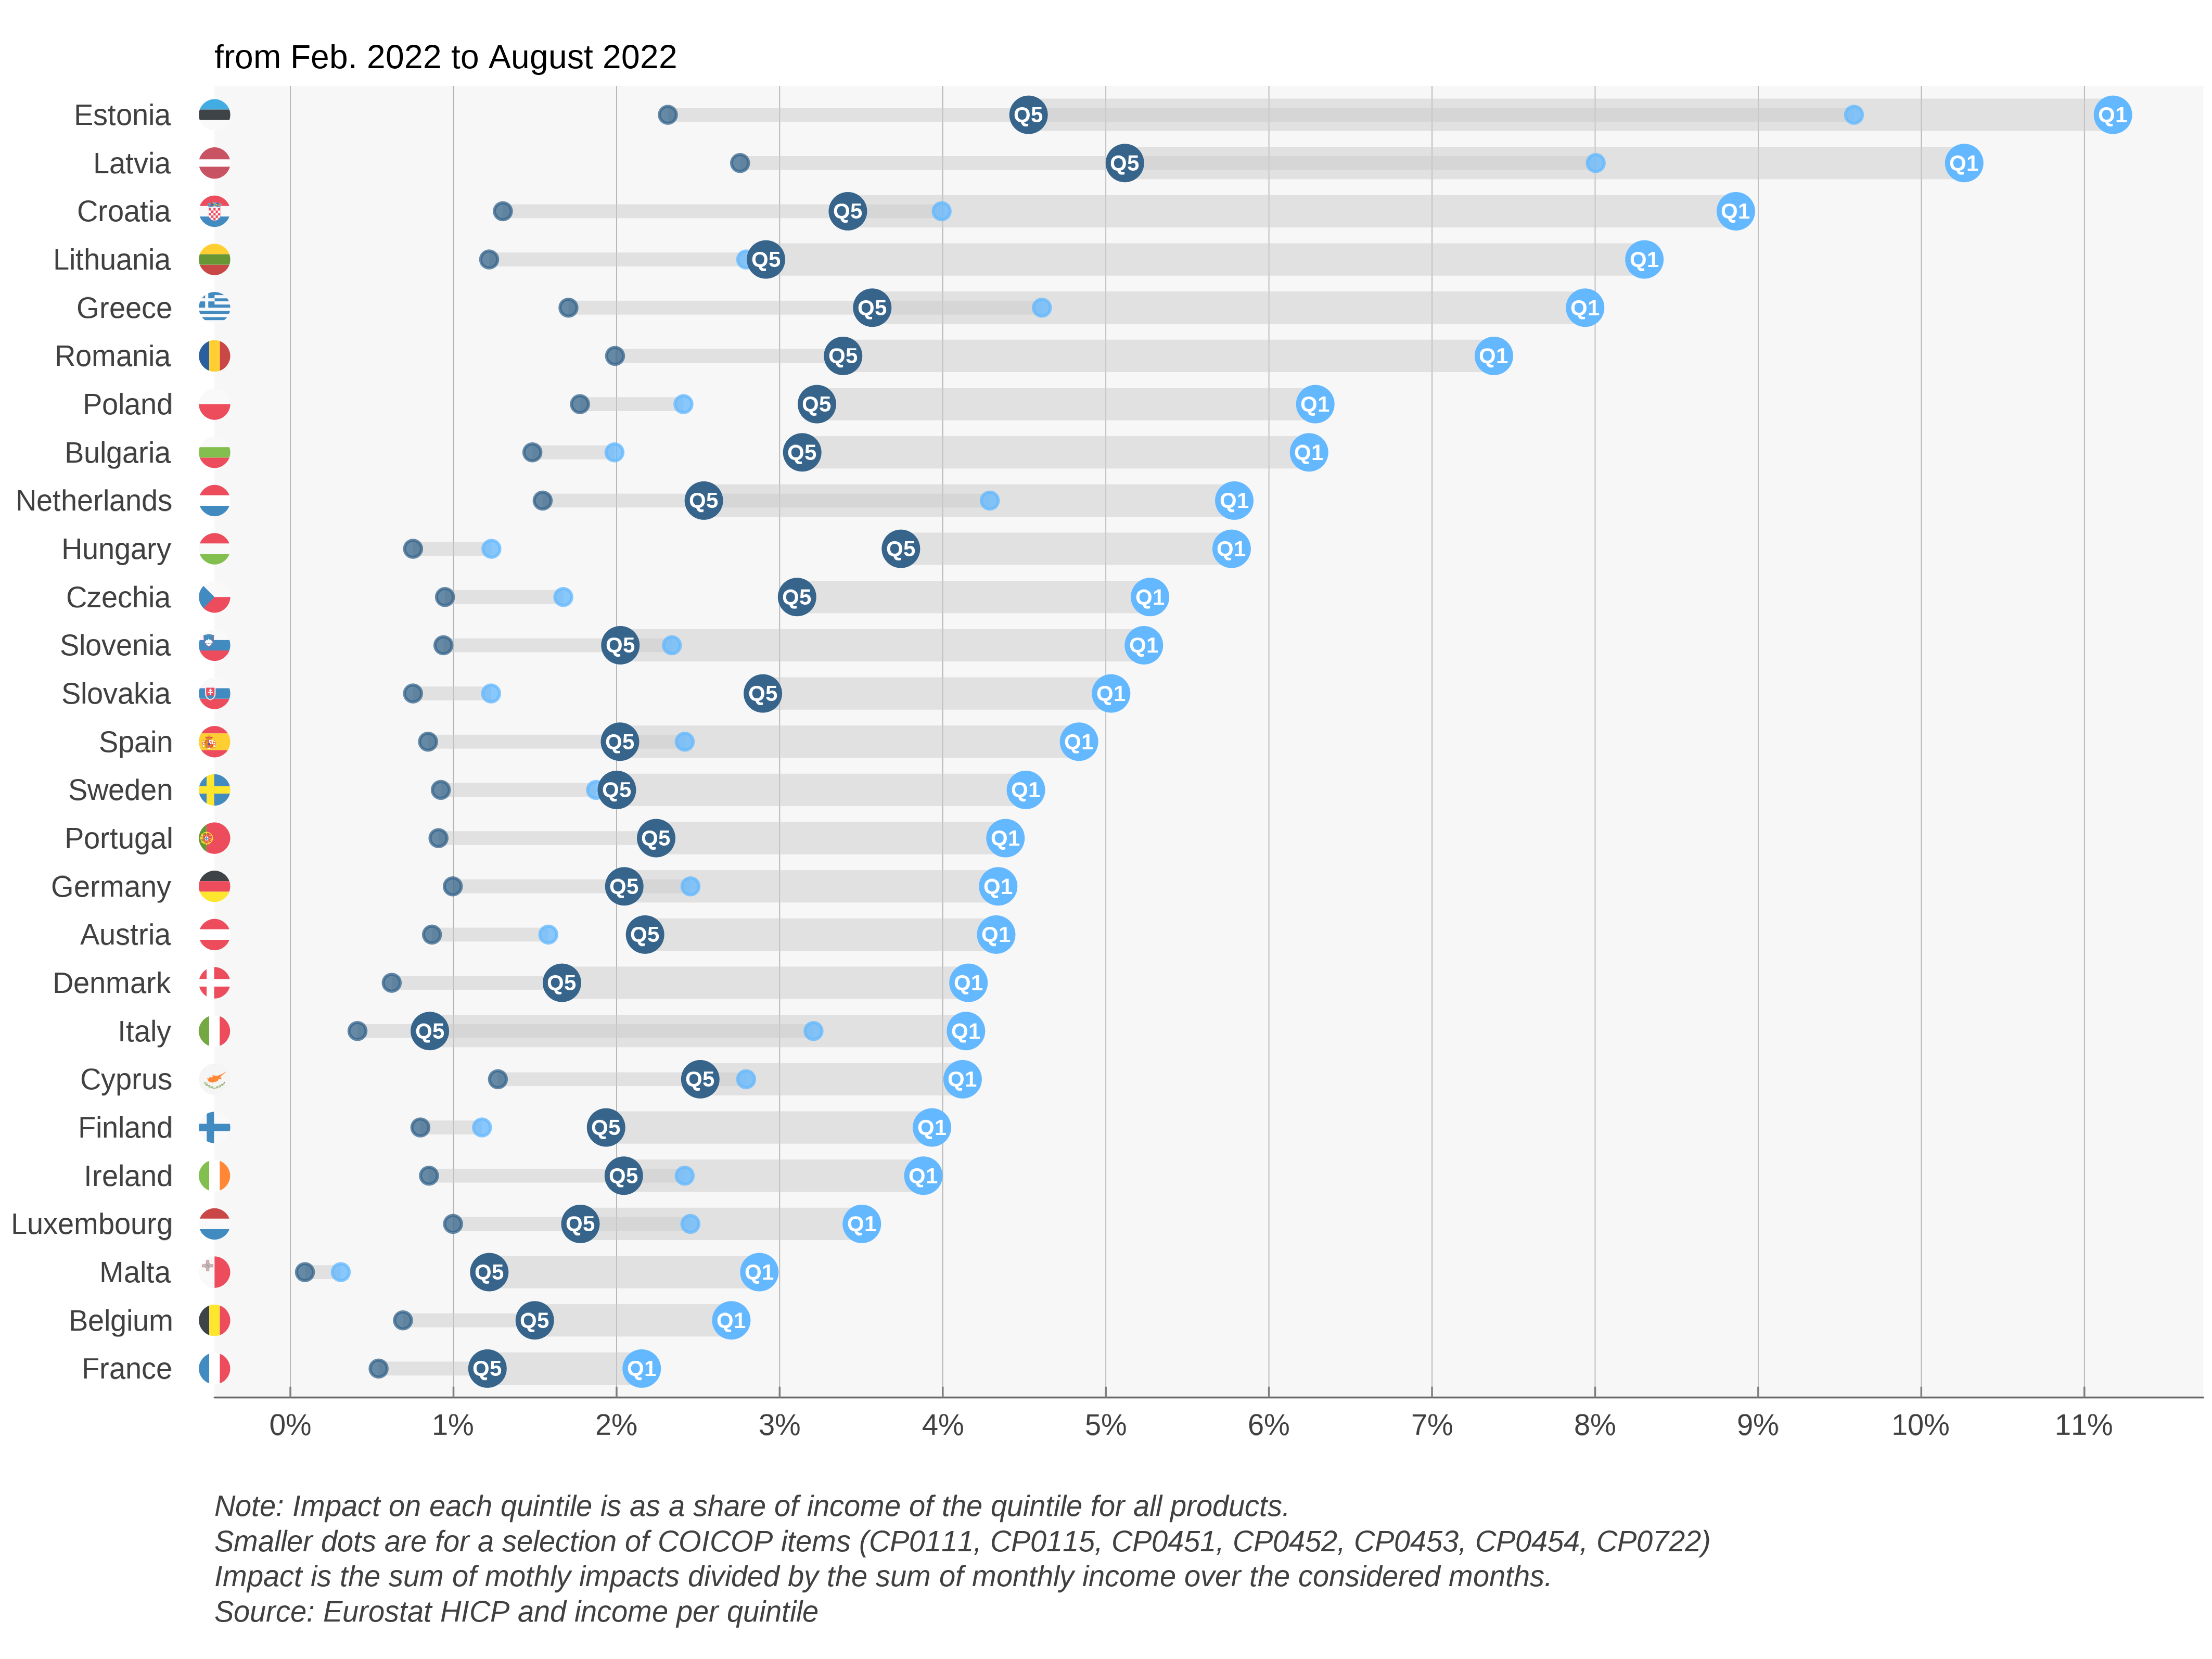 from Feb. 2022 to August 2022
Estonia Q5 Q1
Latvia Q5 Q1
Croatia Q5 Q1
Lithuania Q5 Q1
Greece Q5 Q1
Romania Q5 Q1
Poland Q5 Q1
Bulgaria Q5 Q1
Netherlands Q5 Q1
Hungary Q5 Q1
Czechia Q5 Q1
Slovenia Q5 Q1
Slovakia Q5 Q1
Spain Q5 Q1
Sweden Q5 Q1
Portugal Q5 Q1
Germany Q5 Q1
Austria Q5 Q1
Denmark Q5 Q1
Italy Q5 Q1
Cyprus Q5 Q1
Finland Q5 Q1
Ireland Q5 Q1
Luxembourg Q5 Q1
Malta Q5 Q1
Belgium Q5 Q1
France Q5 Q1
0% 1% 2% 3% 4% 5% 6% 7% 8% 9% 10% 11%
Note: Impact on each quintile is as a share of income of the quintile for all products.
Smaller dots are for a selection of COICOP items (CP0111, CP0115, CP0451, CP0452, CP0453, CP0454, CP0722)
Impact is the sum of mothly impacts divided by the sum of monthly income over the considered months.
Source: Eurostat HICP and income per quintile